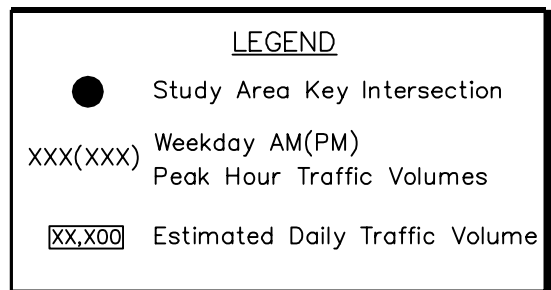 LEGEND
Study Area Key Intersection
XXX(XXX) Weekday AM(PM)
Peak Hour Traffic Volumes
XX,X00 Estimated Daily Traffic Volume